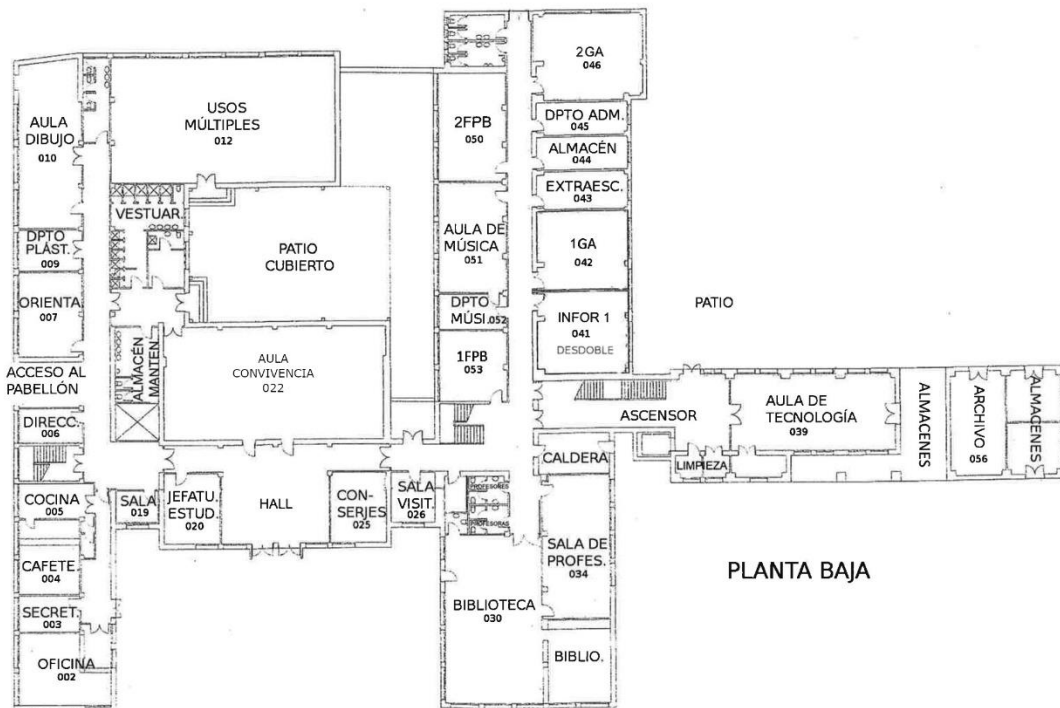 2GA
046
AULA
DIBUJO
010
USOS
MÚLTIPLES
012
2FPB
050
DPTO ADM.
045
ALMACÉN
044
EXTRAESC.
043
VESTUAR.
PATIO
CUBIERTO
AULA DE
MÚSICA
051
1GA
042
DPTO
PLÁST.
009
ORIENTA.
007
DPTO
MÚSI.052
INFOR 1
041
DESDOBLE
PATIO
ACCESO AL
PABELLÓN
ALMACÉN
MANTEN.
AULA
CONVIVENCIA
022
1FPB
053
DIRECC.
006
ASCENSOR
AULA DE
TECNOLOGÍA
039
ALMACENES
ARCHIVO
056
ALMACENES
CALDERA
LIMPIEZA
COCINA
005
SALA
019
JEFATU.
ESTUD.
020
HALL
CON-
SERJES
025
SALA
VISIT.
026
PROFESORES
PROFESORAS
SALA DE
PROFES.
034
CAFETE.
004
SECRET.
003
OFICINA
002
BIBLIOTECA
030
BIBLIO.
PLANTA BAJA